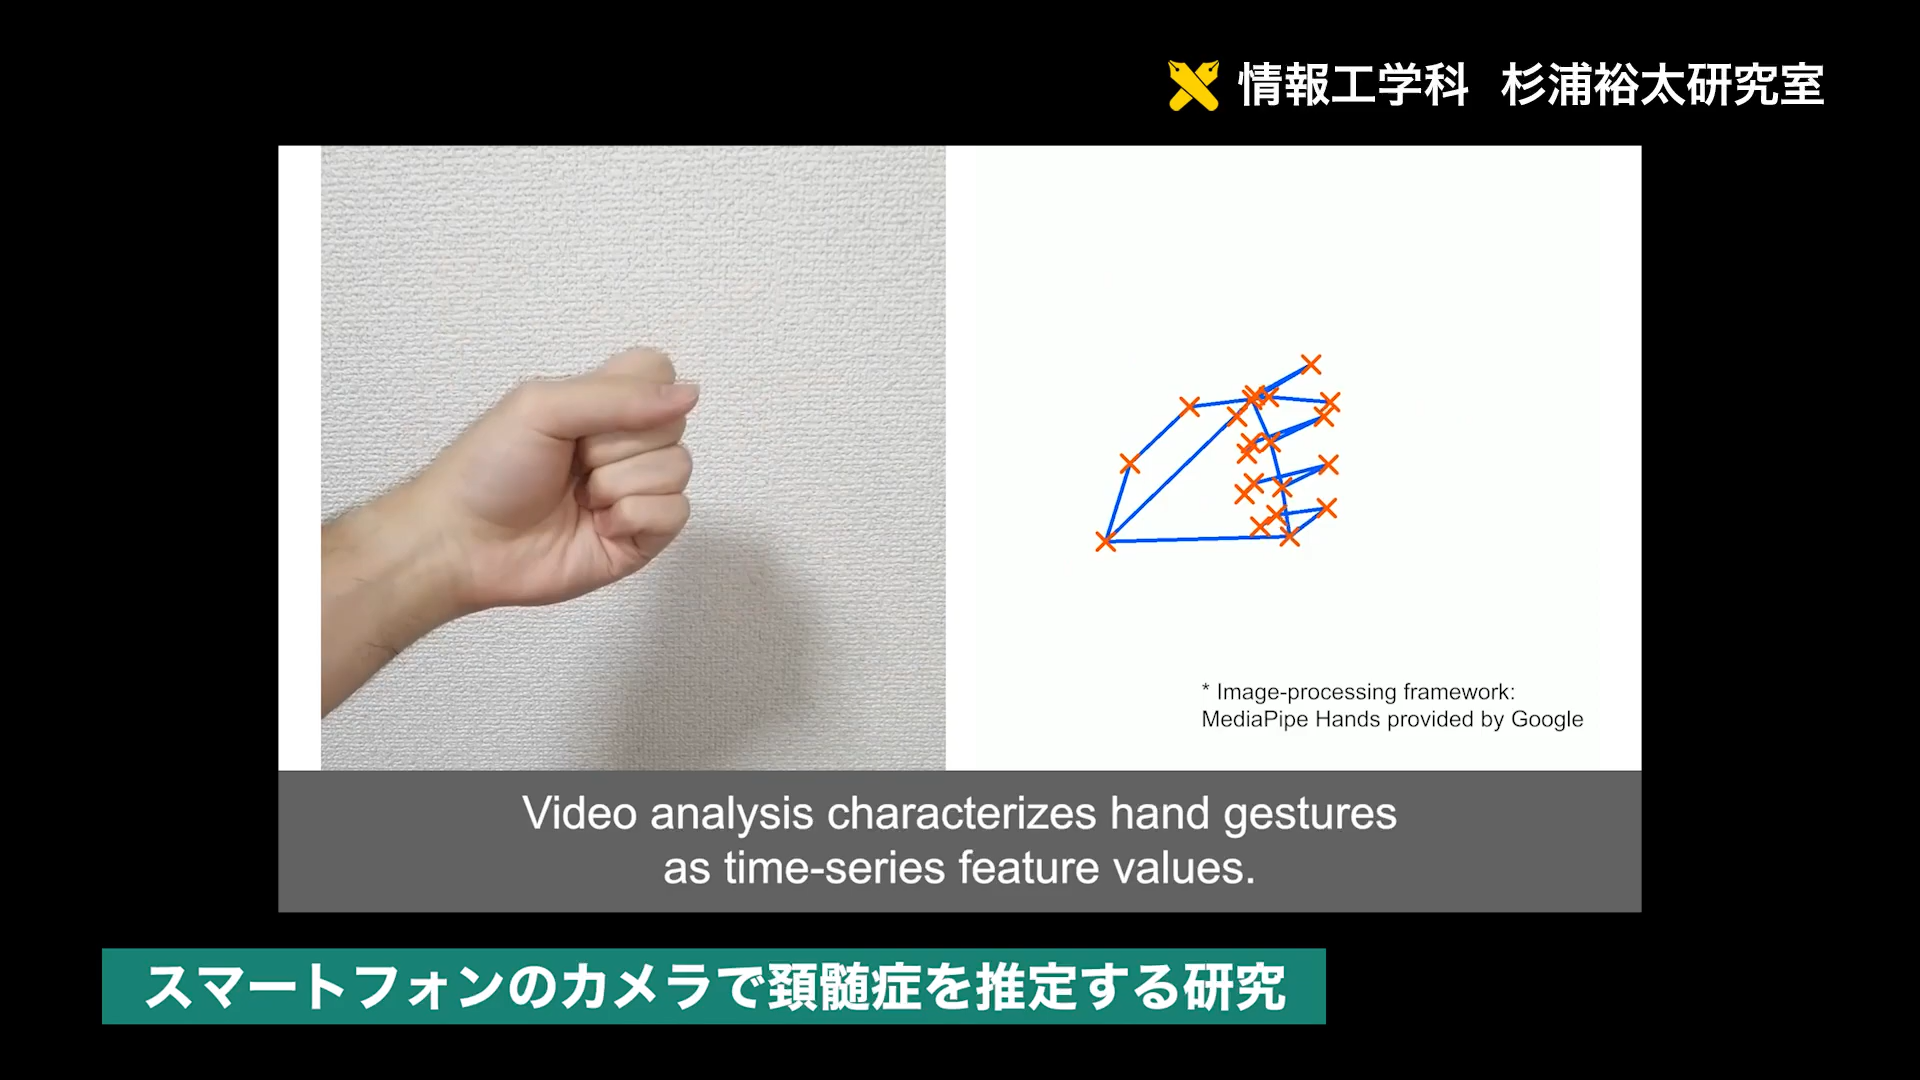 情報工学科 杉浦裕太研究室
* Image-processing framework:
MediaPipe Hands provided by Google
Video analysis characterizes hand gestures
as time-series feature values.
スマートフォンのカメラで頚髄症を推定する研究